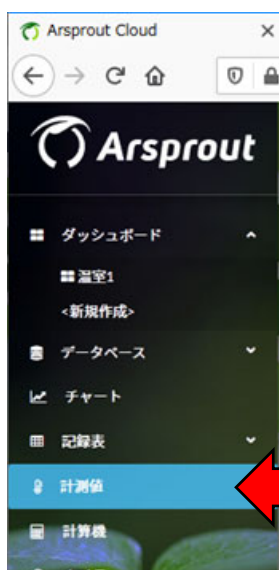 Arsprout Cloud
Arsprout
ダッシュボード
温室1
<新規作成>
データベース
チャート
記録表
計測値
計算機